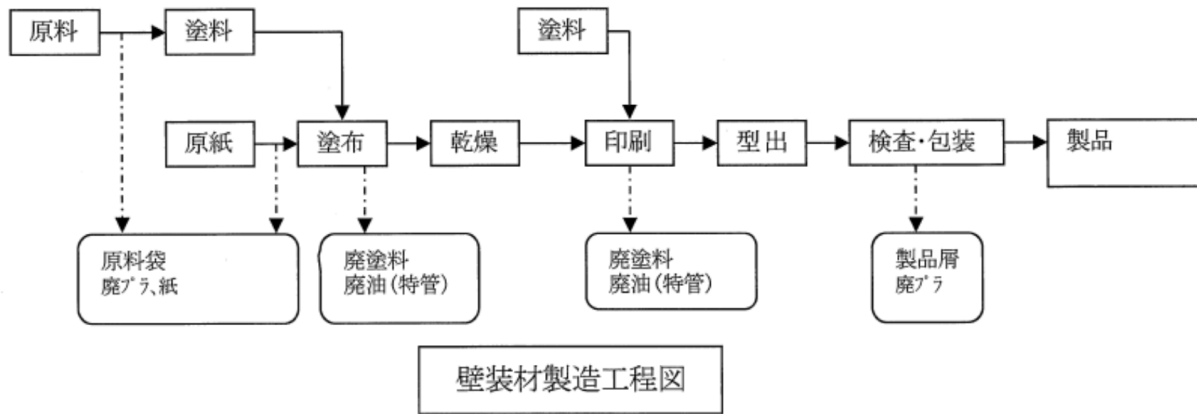 原料
塗料
塗料
原紙
塗布
乾燥
印刷
型出
検査・包装
製品
原料袋
廃プラ、紙
廃塗料
廃油(特管)
廃塗料
廃油(特管)
製品屑
廃プラ
壁装材製造工程図